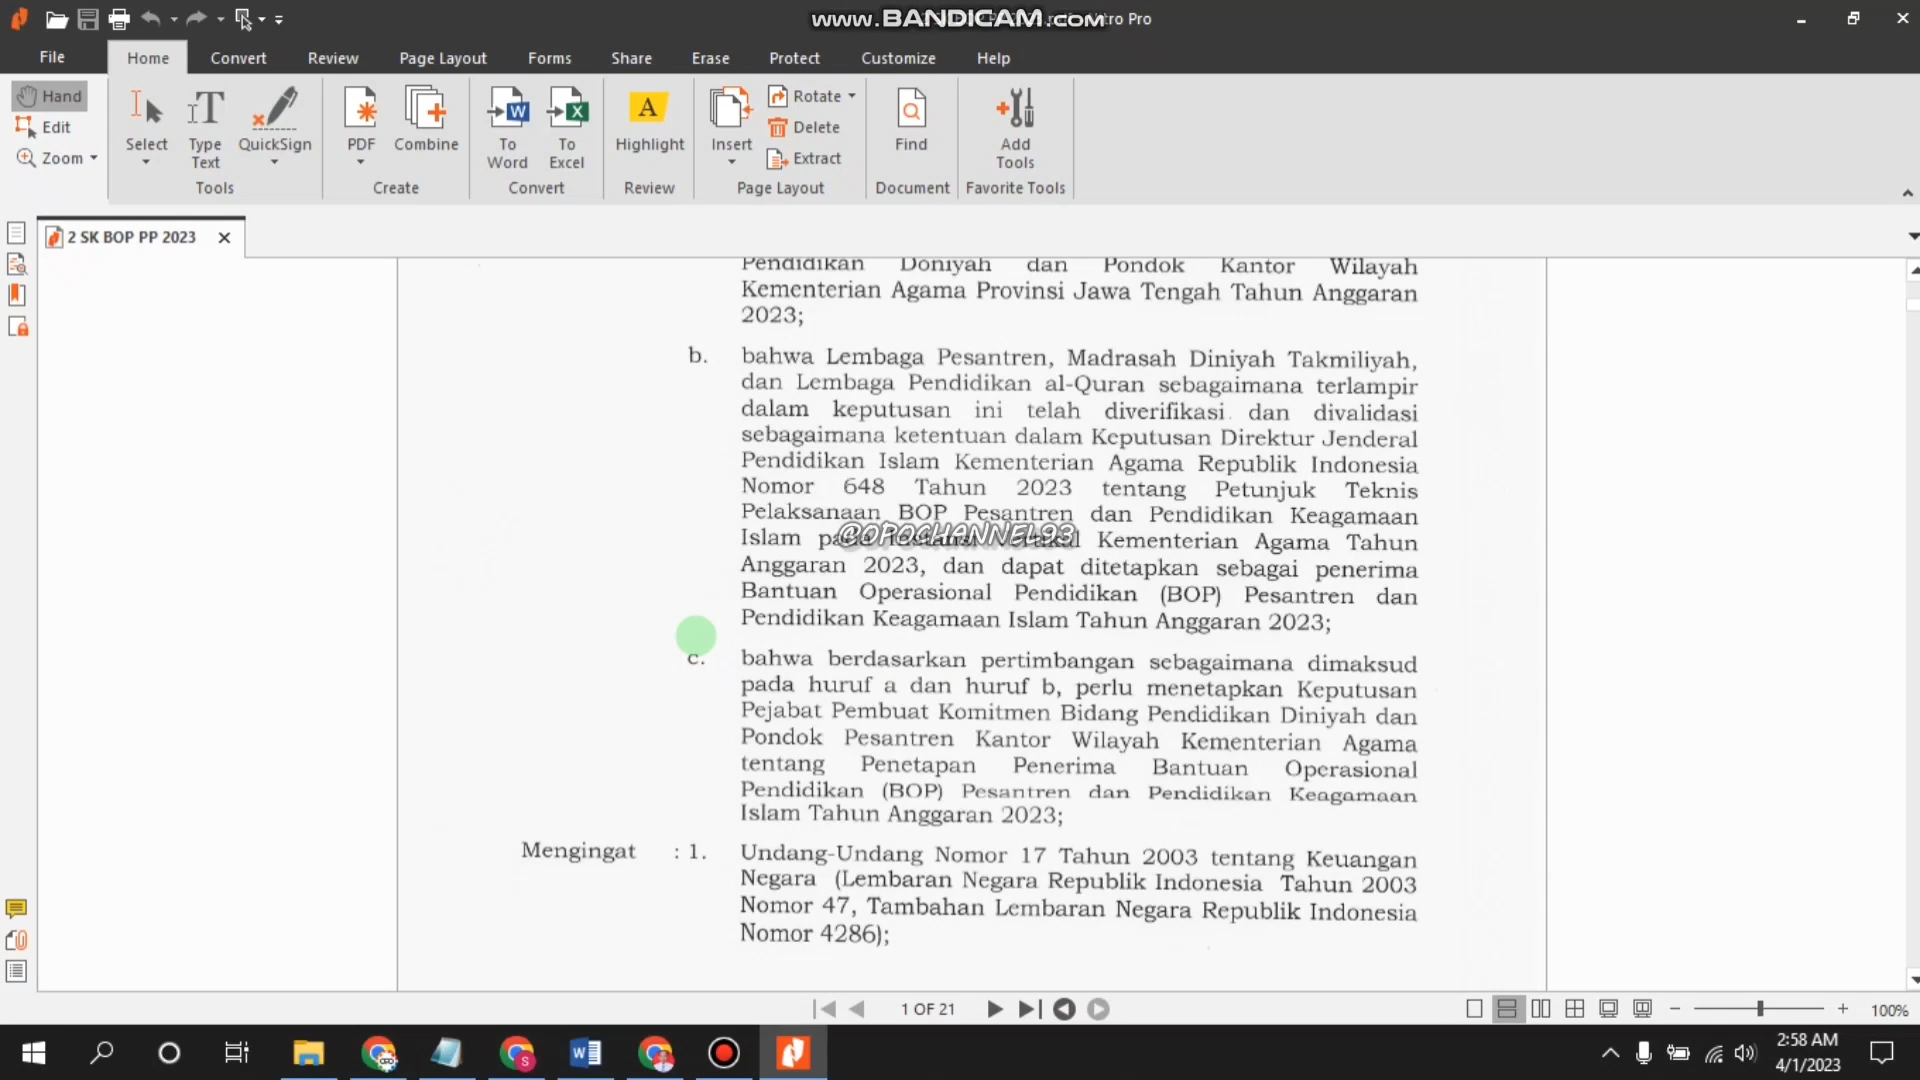 www.BANDICAM.com
tro Pro
File
Home
Convert
Review
Page Layout
Forms
Share
Erase
Protect
Customize
Help
Hand
Edit
Zoom
Select
Type Text
QuickSign
Tools
PDF
Combine
Create
To Word
To Excel
Convert
Highlight
Review
Insert
Rotate
Delete
Extract
Page Layout
Find
Document
Add Tools
Favorite Tools
2 SK BOP PP 2023
Pendidikan Doniyah dan Pondok Kantor Wilayah
Kementerian Agama Provinsi Jawa Tengah Tahun Anggaran
2023;
b. bahwa Lembaga Pesantren, Madrasah Diniyah Takmiliyah,
dan Lembaga Pendidikan al-Quran sebagaimana terlampir
dalam keputusan ini telah diverifikasi dan divalidasi
sebagaimana ketentuan dalam Keputusan Direktur Jenderal
Pendidikan Islam Kementerian Agama Republik Indonesia
Nomor 648 Tahun 2023 tentang Petunjuk Teknis
Pelaksanaan BOP Pesantren dan Pendidikan Keagamaan
@OPOCHANNEL93
Islam pada Instansi Vertikal Kementerian Agama Tahun
Anggaran 2023, dan dapat ditetapkan sebagai penerima
Bantuan Operasional Pendidikan (BOP) Pesantren dan
Pendidikan Keagamaan Islam Tahun Anggaran 2023;
c. bahwa berdasarkan pertimbangan sebagaimana dimaksud
pada huruf a dan huruf b, perlu menetapkan Keputusan
Pejabat Pembuat Komitmen Bidang Pendidikan Diniyah dan
Pondok Pesantren Kantor Wilayah Kementerian Agama
tentang Penetapan Penerima Bantuan Operasional
Pendidikan (BOP) Pesantren dan Pendidikan Keagamaan
Islam Tahun Anggaran 2023;
Mengingat : 1. Undang-Undang Nomor 17 Tahun 2003 tentang Keuangan
Negara (Lembaran Negara Republik Indonesia Tahun 2003
Nomor 47, Tambahan Lembaran Negara Republik Indonesia
Nomor 4286);
1 OF 21
100%
2:58 AM
4/1/2023